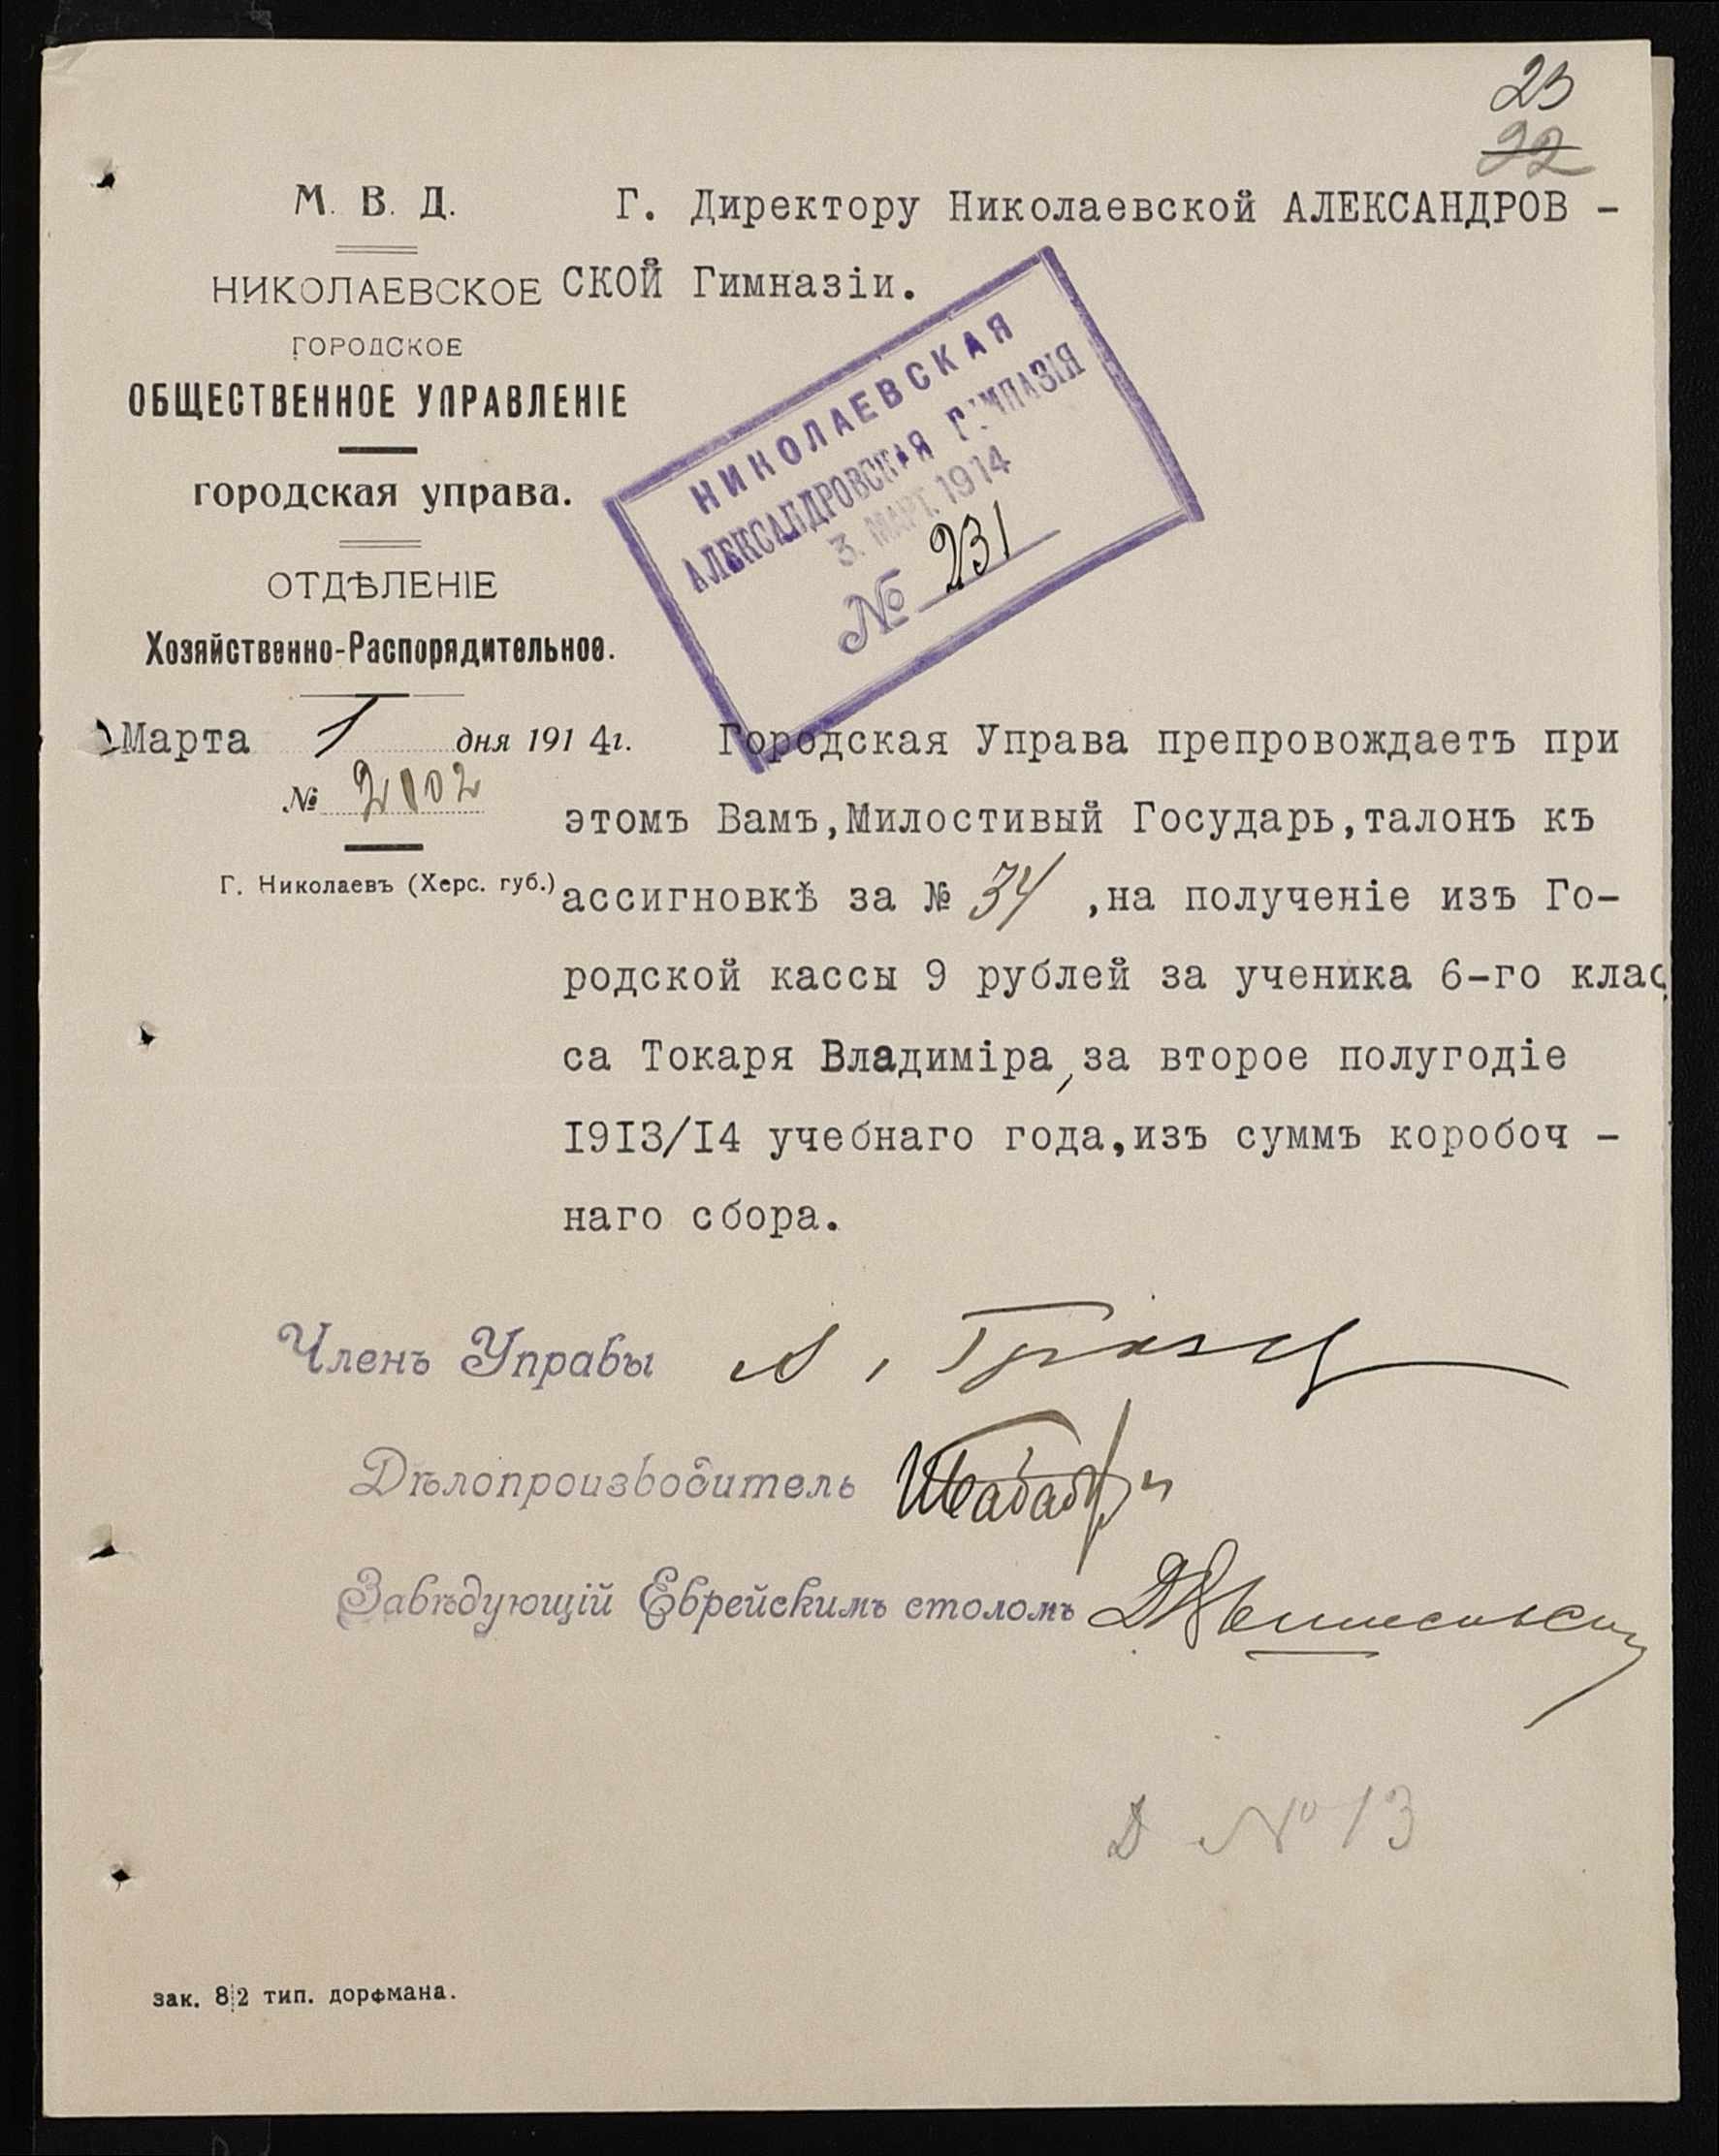 23
22
М. В. Д.
НИКОЛАЕВСКОЕ
ГОРОДСКОЕ
ОБЩЕСТВЕННОЕ УПРАВЛЕНІЕ
городская управа.
ОТДѢЛЕНІЕ
Хозяйственно-Распорядительное.
Марта 1 дня 1914г.
№ 2102
Г. Николаевъ (Херс. губ.)
Г. Директору Николаевской АЛЕКСАНДРОВ -
СКОЙ Гимназіи.
НИКОЛАЕВСКАЯ
АЛЕКСАНДРОВСКАЯ ГИМНАЗІЯ
3. МАРТ. 1914
№ 231
Городская Управа препровождаетъ при
этомъ Вамъ,Милостивый Государь,талонъ къ
ассигновкѣ за № 34 ,на полученіе изъ Го-
родской кассы 9 рублей за ученика 6-го клас
са Токаря Владиміра,за второе полугодіе
1913/14 учебнаго года,изъ суммъ коробоч -
наго сбора.
Членъ Управы
Дѣлопроизводитель
Завѣдующій Еврейскимъ столомъ
Д №13
зак. 82 тип. дорфмана.